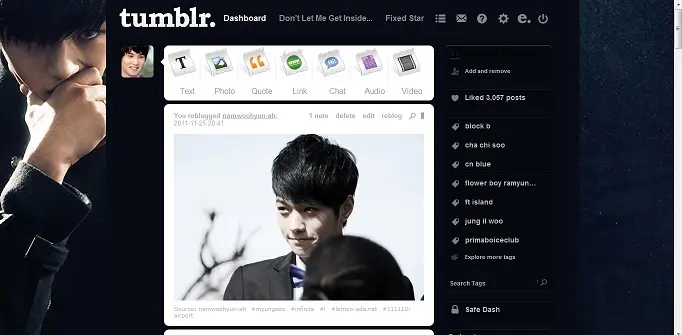 tumblr.
Dashboard Don't Let Me Get Inside... Fixed Star
Text Photo Quote Link Chat Audio Video
Add and remove
Liked 3,057 posts
You reblogged namwoohyun-ah: 1 note delete edit reblog
2011-11-25 20:41
block b
cha chi soo
cn blue
flower boy ramyun...
ft island
jung il woo
primaboiceclub
Explore more tags
Search Tags
Source: namwoohyun-ah #myungsoo #infinite #l #lemon-ade.net #111110:
airport
Safe Dash